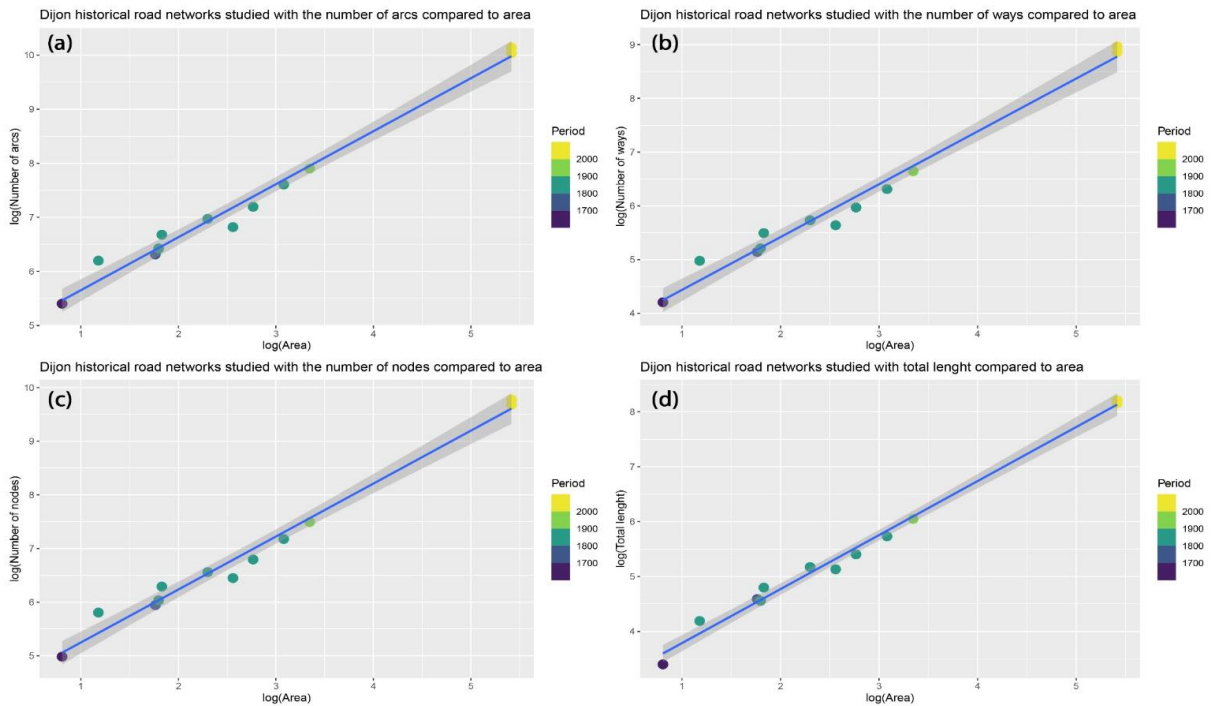 Dijon historical road networks studied with the number of arcs compared to area
(a)
log(Number of arcs)
10
9
8
7
6
5
1 2 3 4 5
log(Area)
Period
2000
1900
1800
1700
Dijon historical road networks studied with the number of ways compared to area
(b)
log(Number of ways)
9
8
7
6
5
4
1 2 3 4 5
log(Area)
Period
2000
1900
1800
1700
Dijon historical road networks studied with the number of nodes compared to area
(c)
log(Number of nodes)
10
9
8
7
6
5
1 2 3 4 5
log(Area)
Period
2000
1900
1800
1700
Dijon historical road networks studied with total lenght compared to area
(d)
log(Total lenght)
8
7
6
5
4
1 2 3 4 5
log(Area)
Period
2000
1900
1800
1700